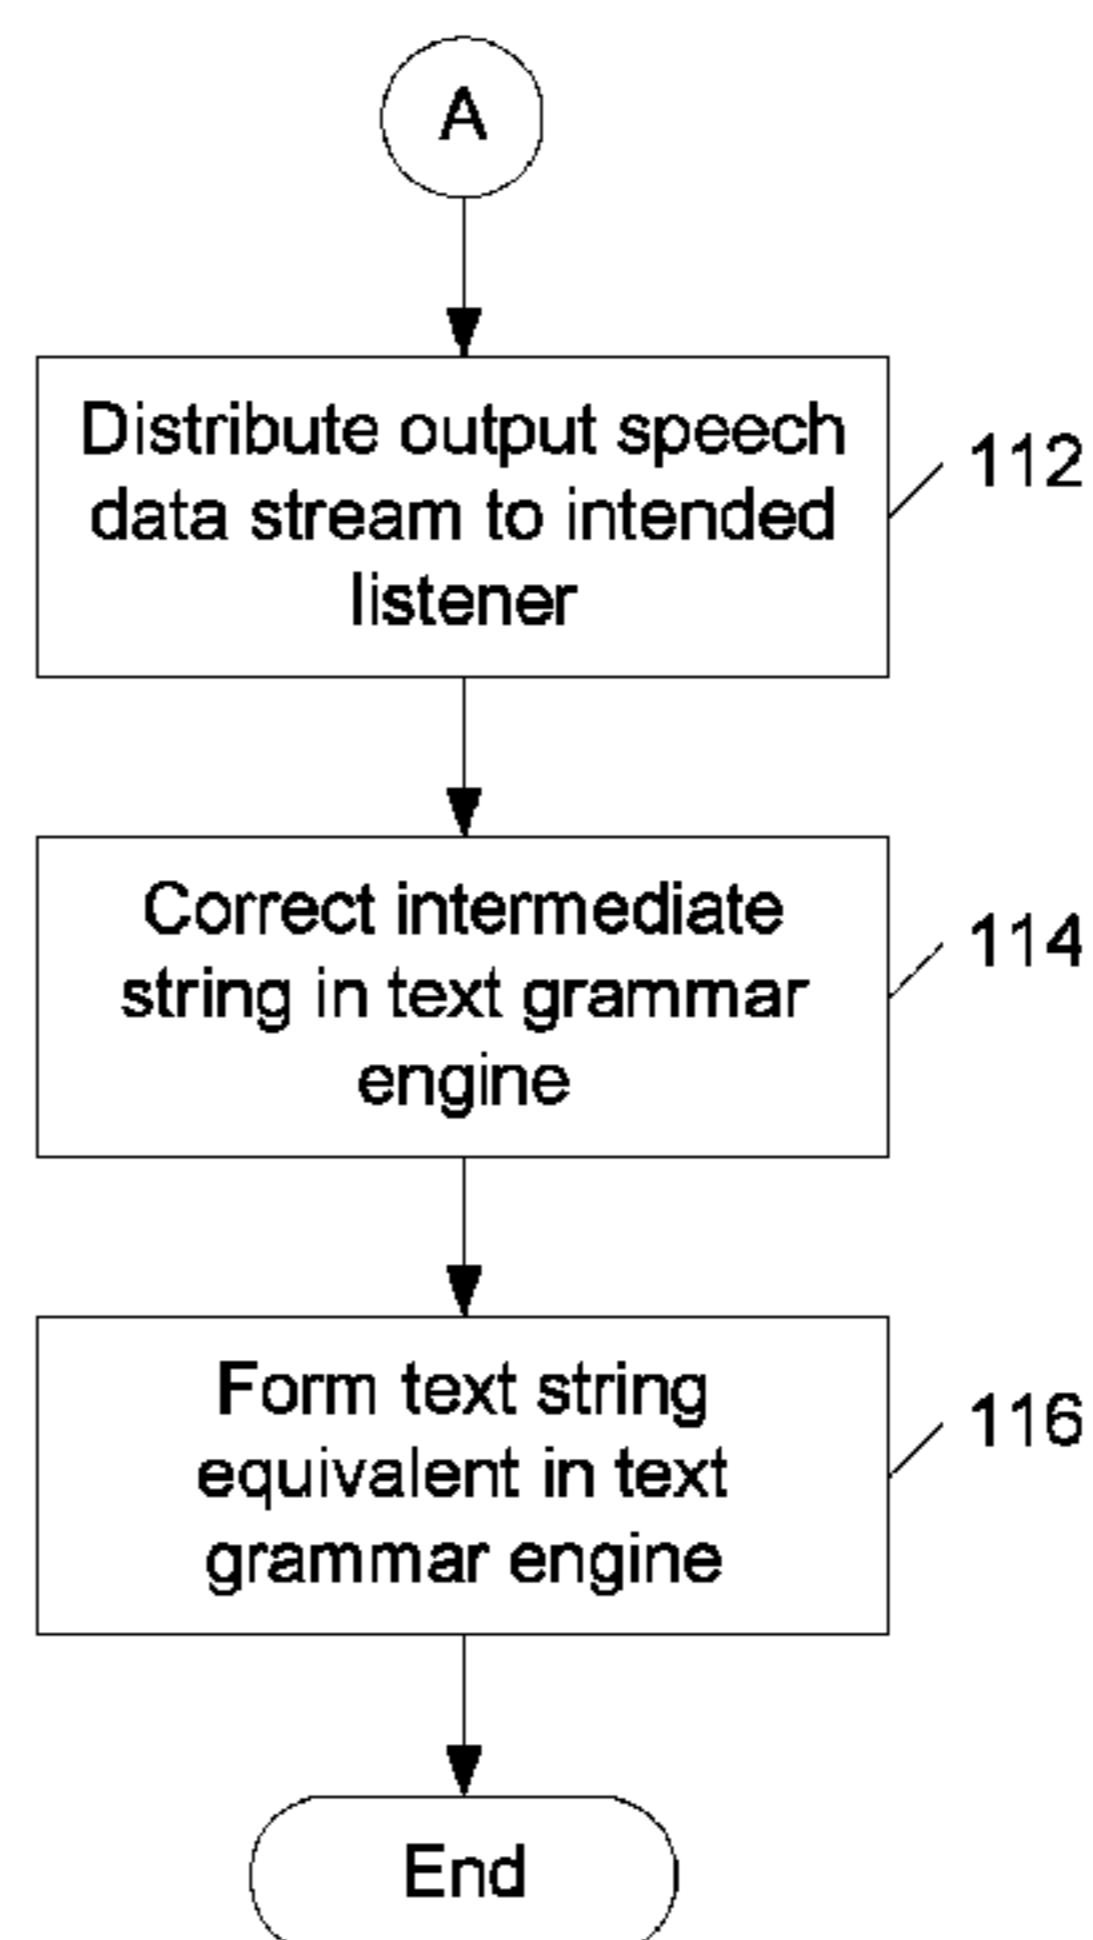 A
Distribute output speech
data stream to intended
listener
112
Correct intermediate
string in text grammar
engine
114
Form text string
equivalent in text
grammar engine
116
End